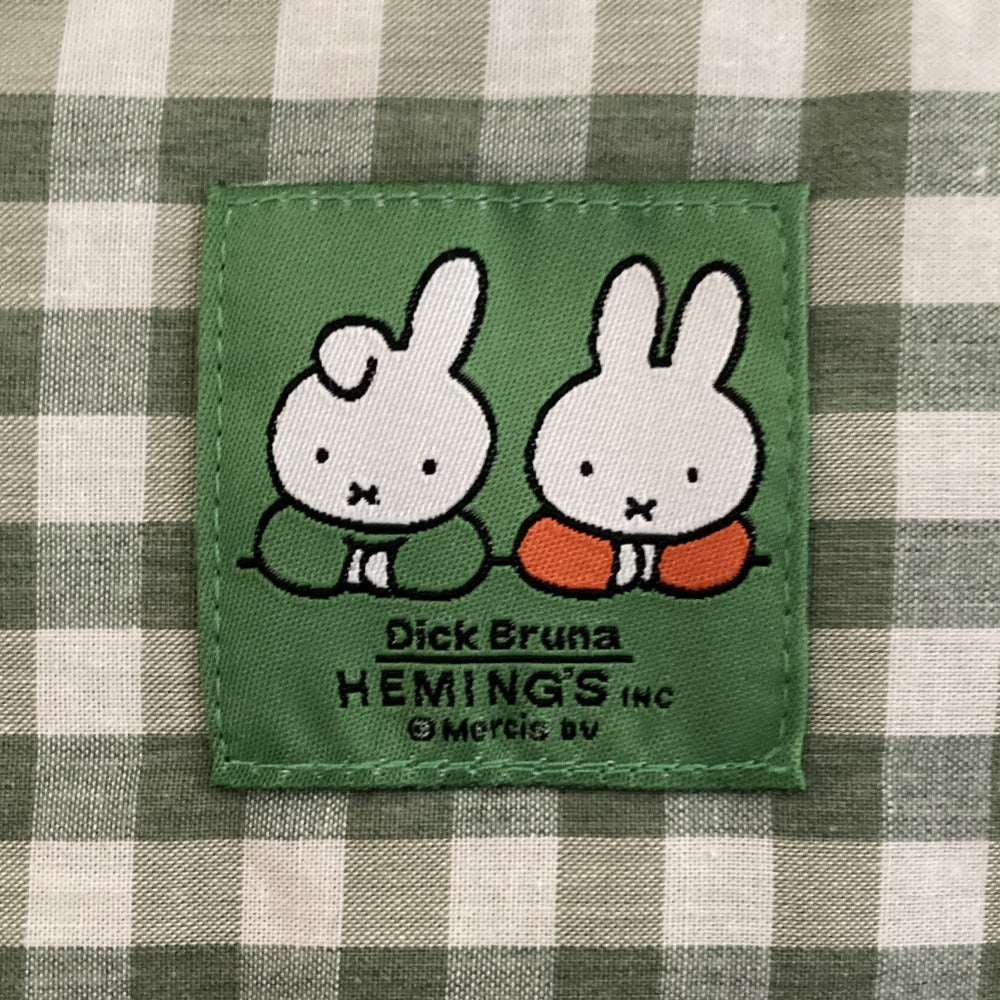 Dick Bruna
HEMING'S INC
© Mercis bv